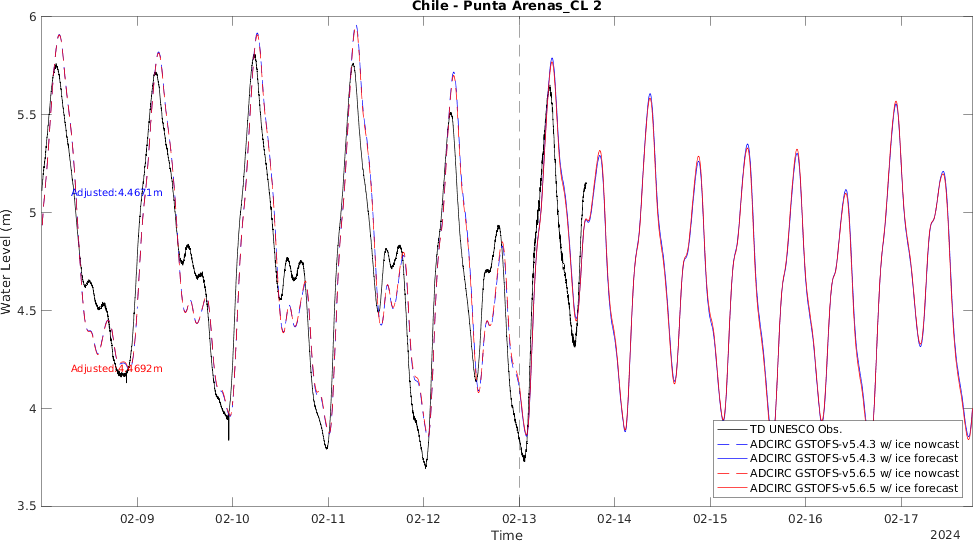 Chile - Punta Arenas_CL 2
6
5.5
5
4.5
4
3.5
Water Level (m)
Adjusted:4.4671m
Adjusted:4.4692m
TD UNESCO Obs.
ADCIRC GSTOFS-v5.4.3 w/ ice nowcast
ADCIRC GSTOFS-v5.4.3 w/ ice forecast
ADCIRC GSTOFS-v5.6.5 w/ ice nowcast
ADCIRC GSTOFS-v5.6.5 w/ ice forecast
02-09 02-10 02-11 02-12 02-13 02-14 02-15 02-16 02-17
Time
2024